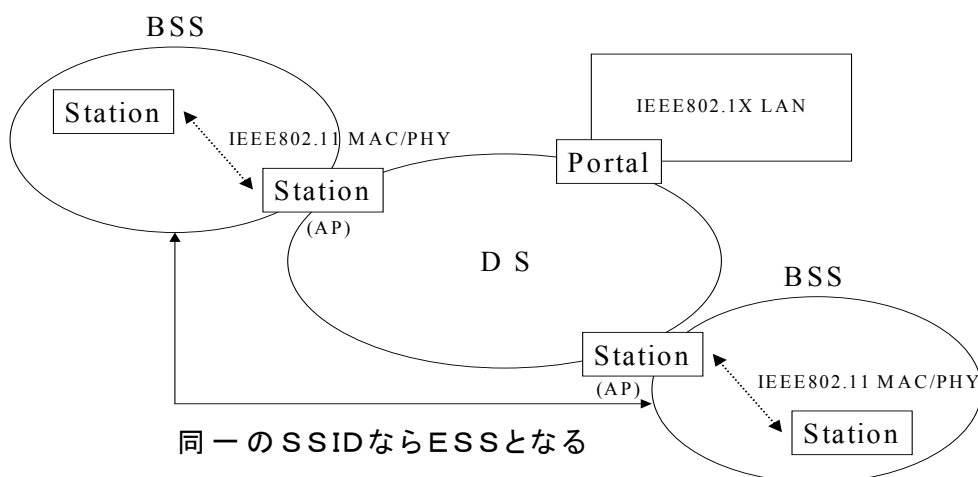 BSS
Station
IEEE802.11 MAC/PHY
Station
(AP)
IEEE802.1X LAN
Portal
DS
BSS
Station
(AP)
IEEE802.11 MAC/PHY
Station
同一のSSIDならESSとなる